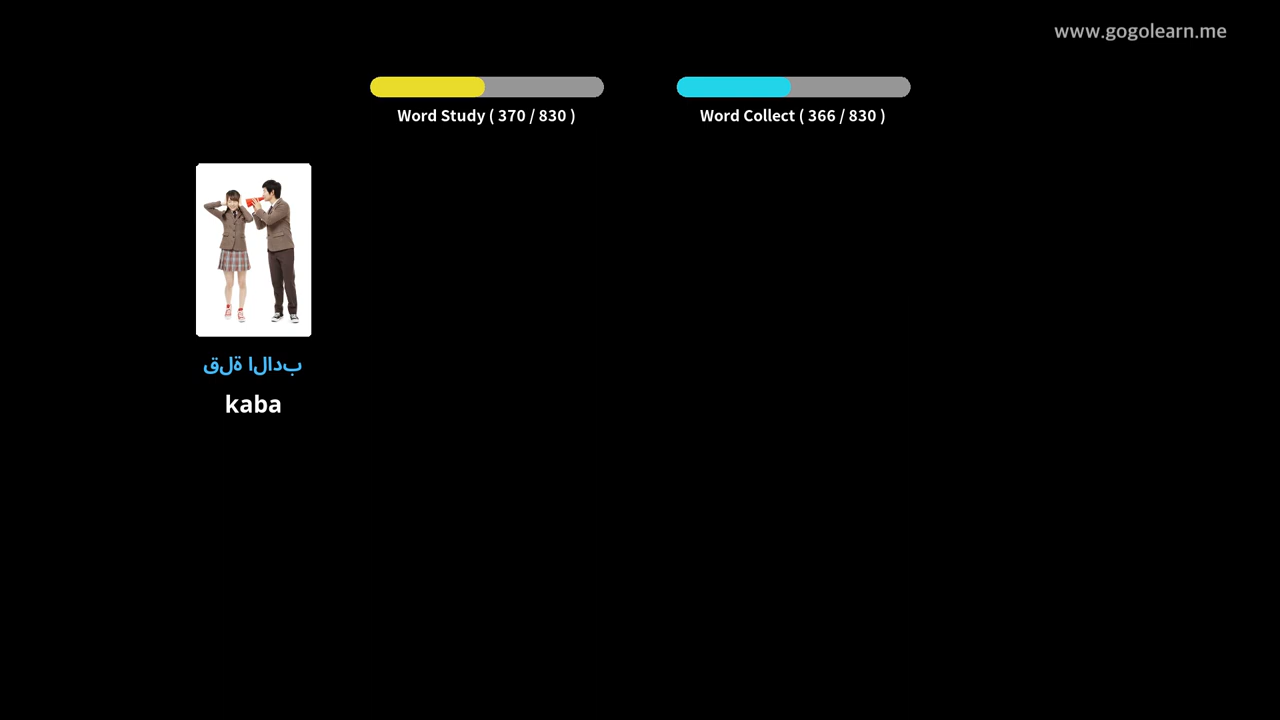 www.gogolearn.me
Word Study ( 370 / 830 )
Word Collect ( 366 / 830 )
قلة الادب
kaba